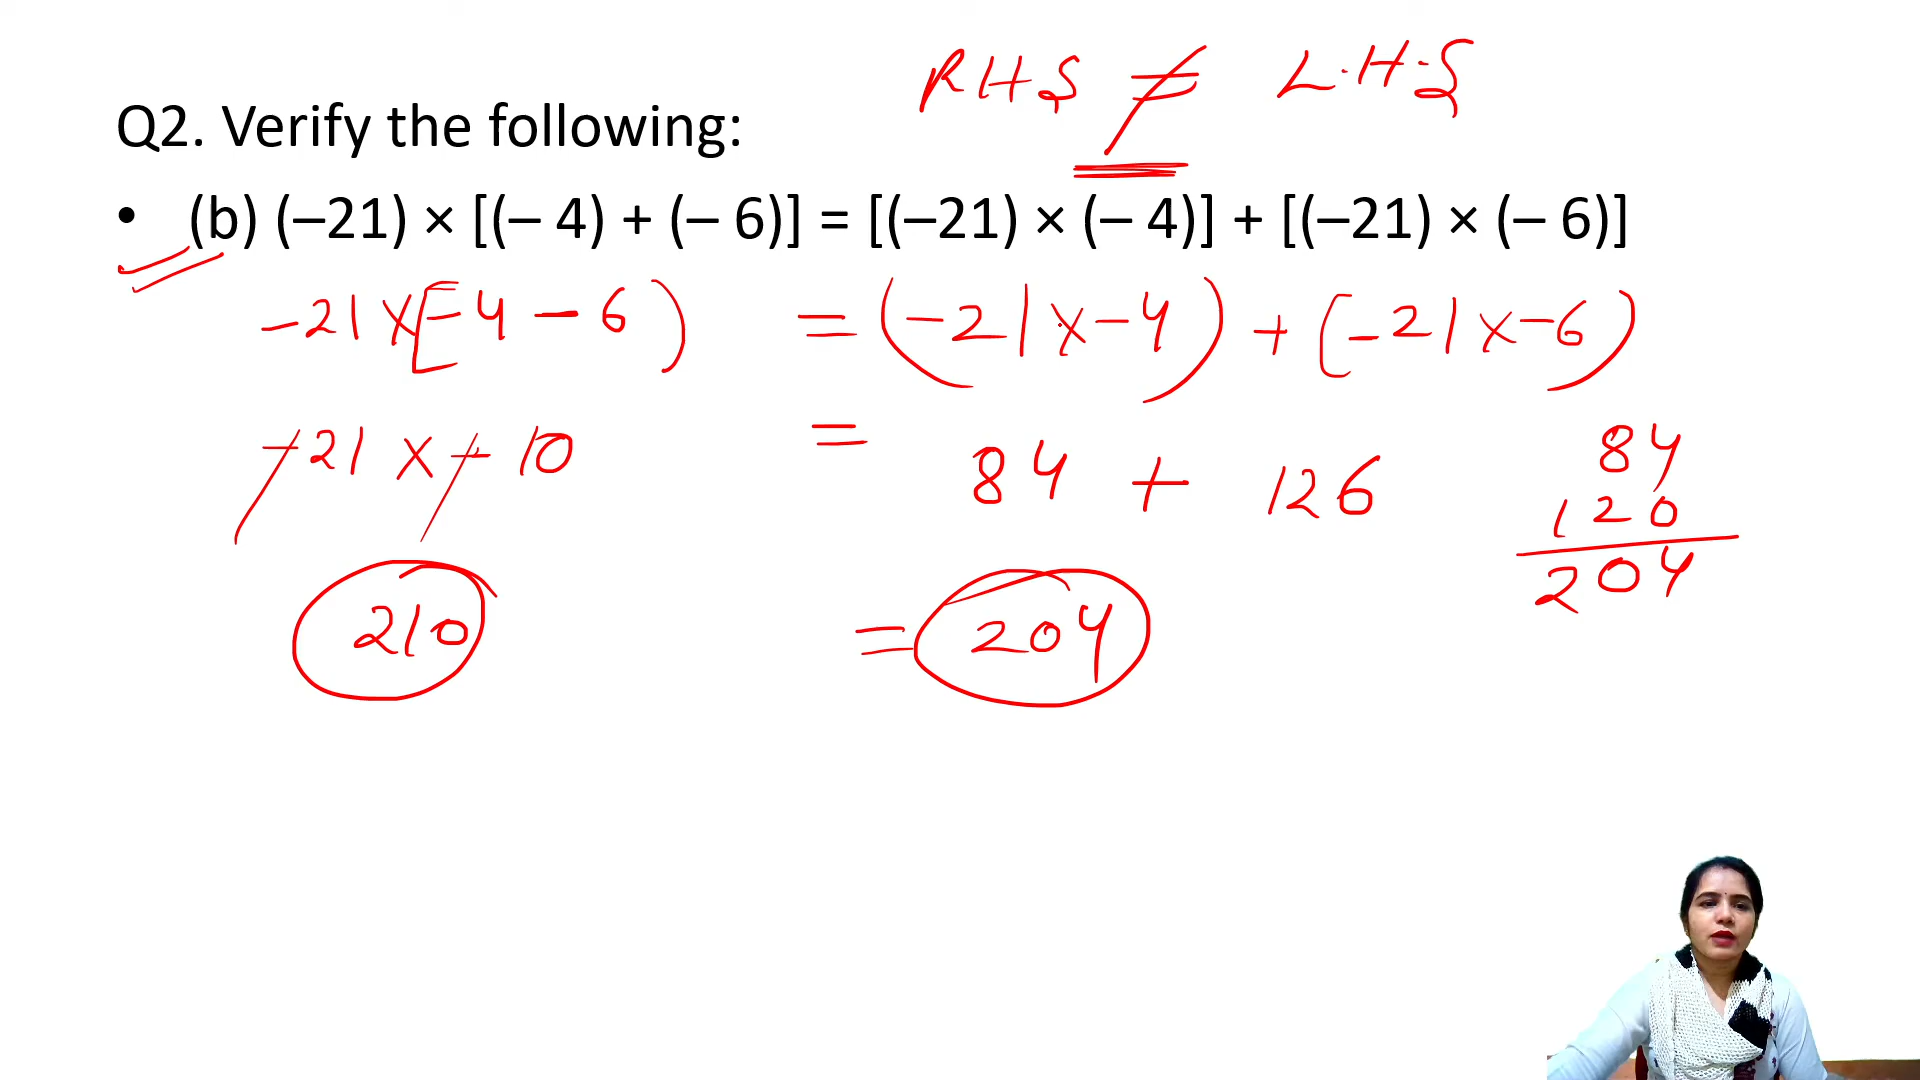 RHS ≠ L.H.S
Q2. Verify the following:
• (b) (–21) × [(– 4) + (– 6)] = [(–21) × (– 4)] + [(–21) × (– 6)]
-21 x [-4 - 6) = (-21 x -4) + (-21 x -6)
-21 x -10 = 84 + 126
84
120
204
210 = 204